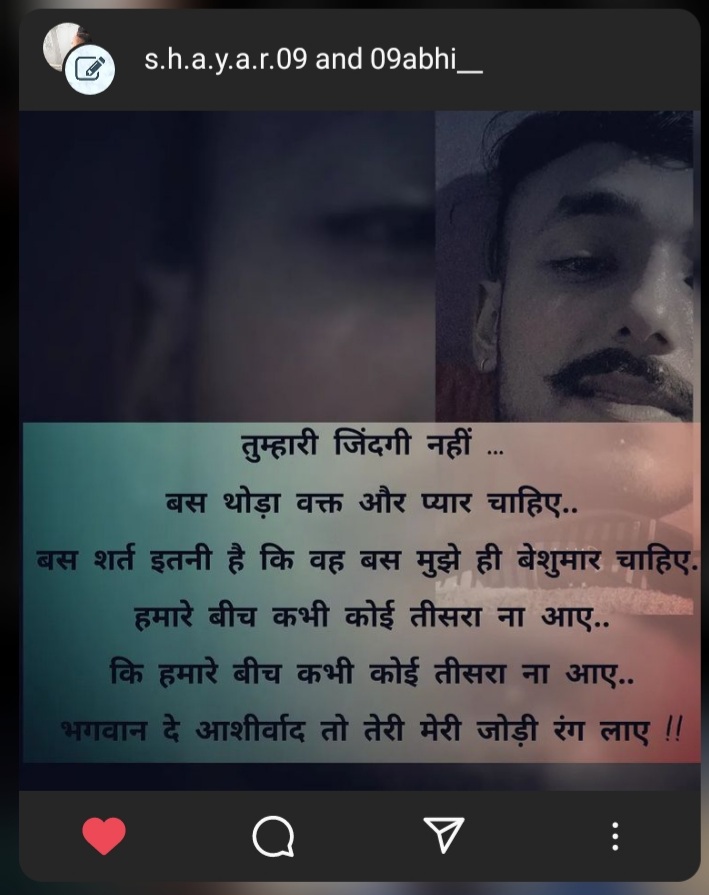 s.h.a.y.a.r.09 and 09abhi__
तुम्हारी जिंदगी नहीं ...
बस थोड़ा वक्त और प्यार चाहिए..
बस शर्त इतनी है कि वह बस मुझे ही बेशुमार चाहिए.
हमारे बीच कभी कोई तीसरा ना आए..
कि हमारे बीच कभी कोई तीसरा ना आए..
भगवान दे आशीर्वाद तो तेरी मेरी जोड़ी रंग लाए !!